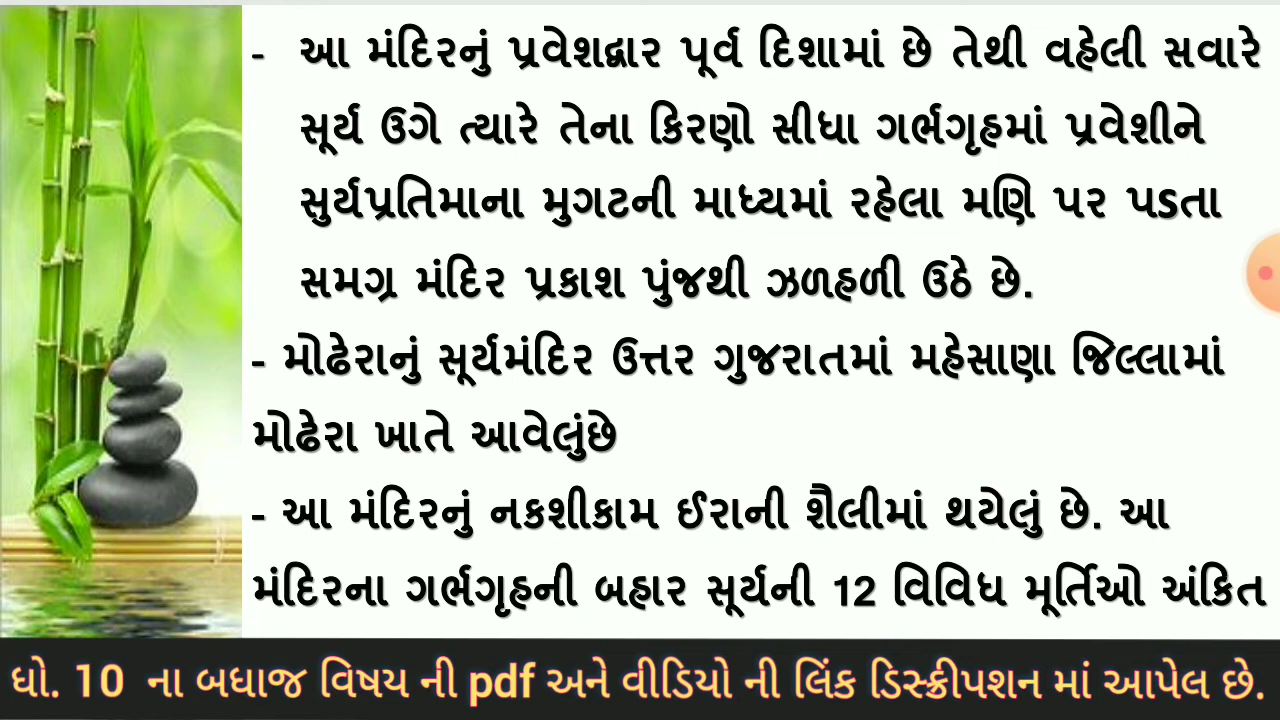 - આ મંદિરનું પ્રવેશદ્વાર પૂર્વ દિશામાં છે તેથી વહેલી સવારે
સૂર્ય ઉગે ત્યારે તેના કિરણો સીધા ગર્ભગૃહમાં પ્રવેશીને
સુર્યપ્રતિમાના મુગટની માધ્યમાં રહેલા મણિ પર પડતા
સમગ્ર મંદિર પ્રકાશ પુંજથી ઝળહળી ઉઠે છે.
- મોઢેરાનું સૂર્યમંદિર ઉત્તર ગુજરાતમાં મહેસાણા જિલ્લામાં
મોઢેરા ખાતે આવેલુંછે
- આ મંદિરનું નકશીકામ ઈરાની શૈલીમાં થયેલું છે. આ
મંદિરના ગર્ભગૃહની બહાર સૂર્યની 12 વિવિધ મૂર્તિઓ અંકિત
ધો. 10 ના બધાજ વિષય ની pdf અને વીડિયો ની લિંક ડિસ્ક્રીપશન માં આપેલ છે.